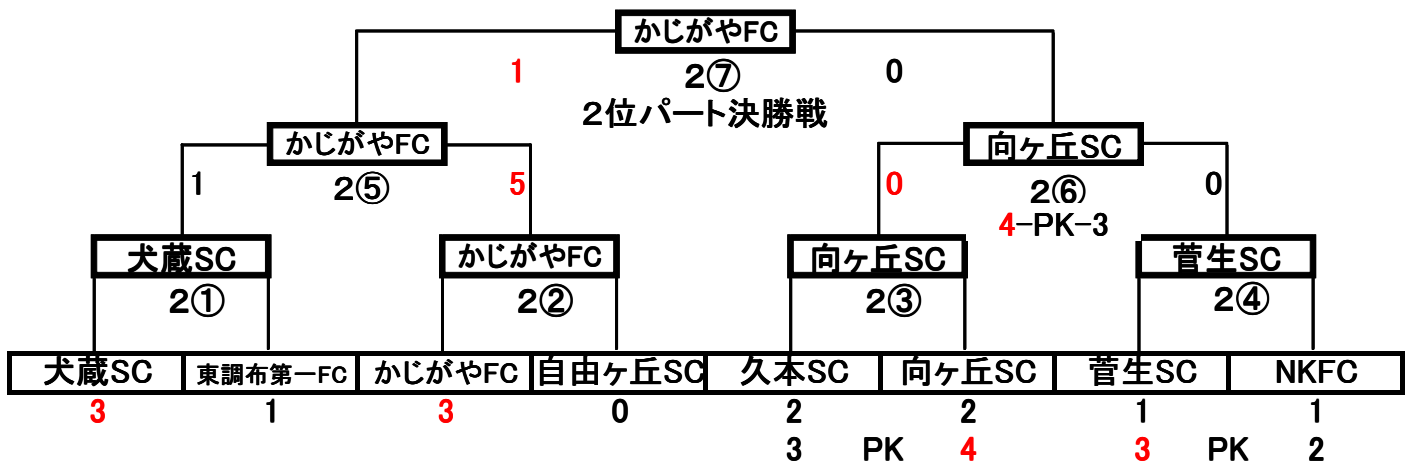 かじがやFC
1 2⑦ 0
2位パート決勝戦
かじがやFC 向ヶ丘SC
1 2⑤ 5 0 2⑥ 0
4-PK-3
犬蔵SC かじがやFC 向ヶ丘SC 菅生SC
2① 2② 2③ 2④
犬蔵SC 東調布第一FC かじがやFC 自由ヶ丘SC 久本SC 向ヶ丘SC 菅生SC NKFC
3 1 3 0 2 2 1 1
3 PK 4 3 PK 2